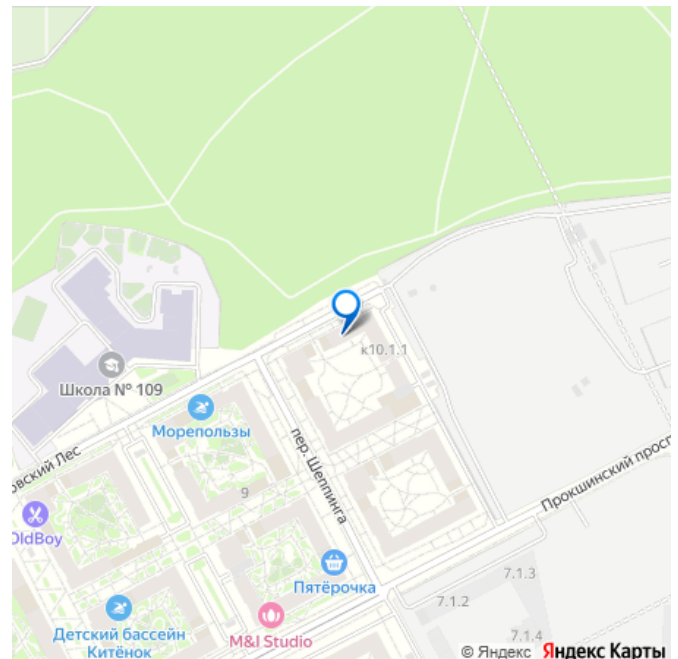 к10.1.1
Школа № 109
Морепользы
овский Лес
пер. Шеппинга
9
OldBoy
Прокшинский просп
Пятёрочка
7.1.3
7.1.2
7.1.4
Детский бассейн
Китёнок
M&I Studio
© Яндекс Яндекс Карты